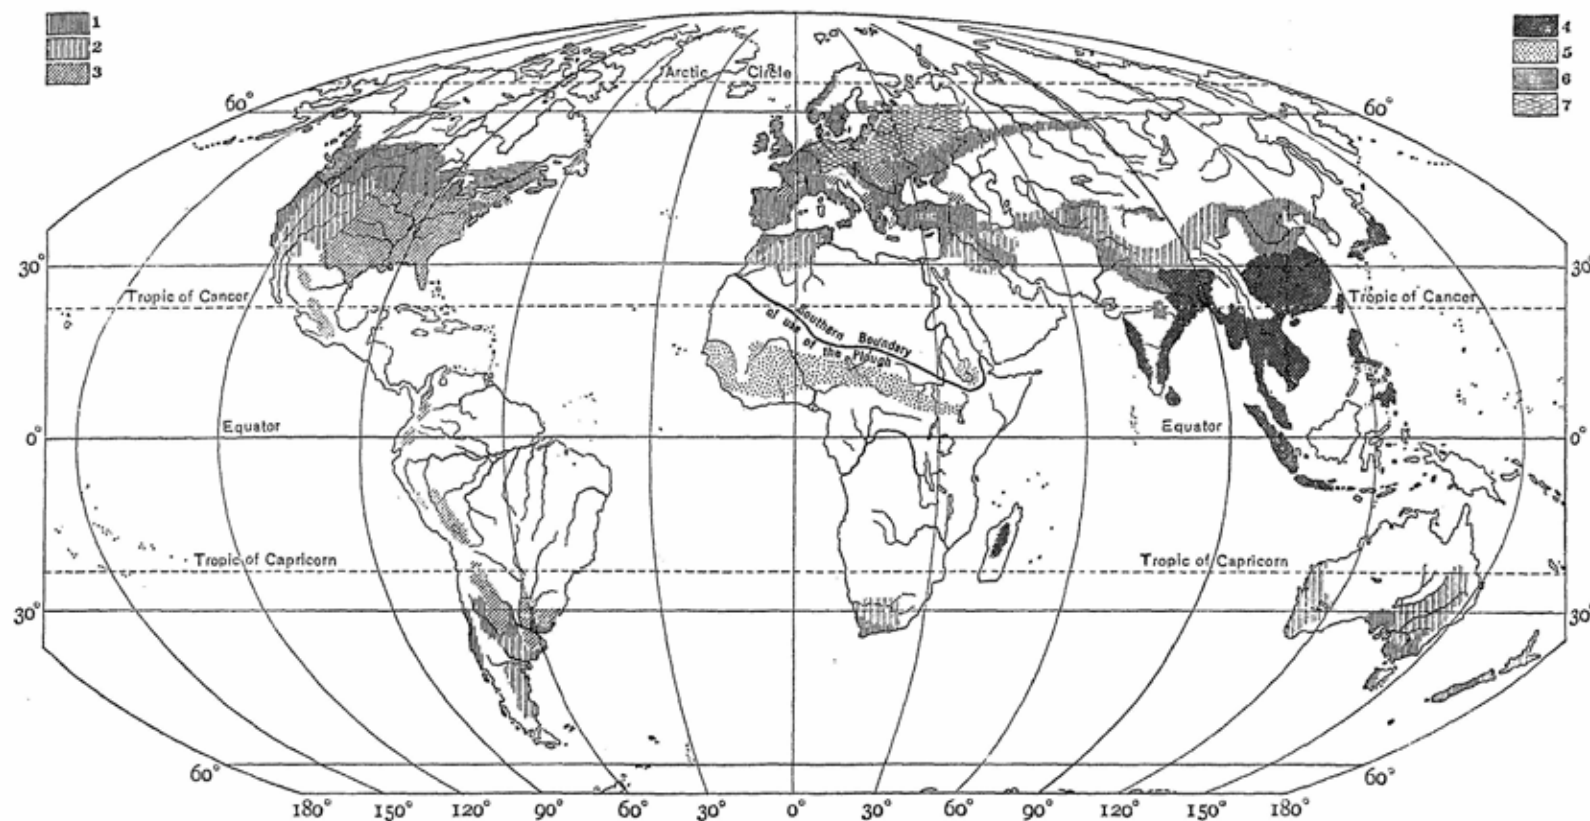 1
2
3
4
5
6
7
Arctic Circle
60°
60°
30°
30°
Tropic of Cancer
Tropic of Cancer
Southern Boundary
of use of the Plough
Equator
Equator
0°
0°
Tropic of Capricorn
Tropic of Capricorn
30°
30°
60°
60°
180° 150° 120° 90° 60° 30° 0° 30° 60° 90° 120° 150° 180°